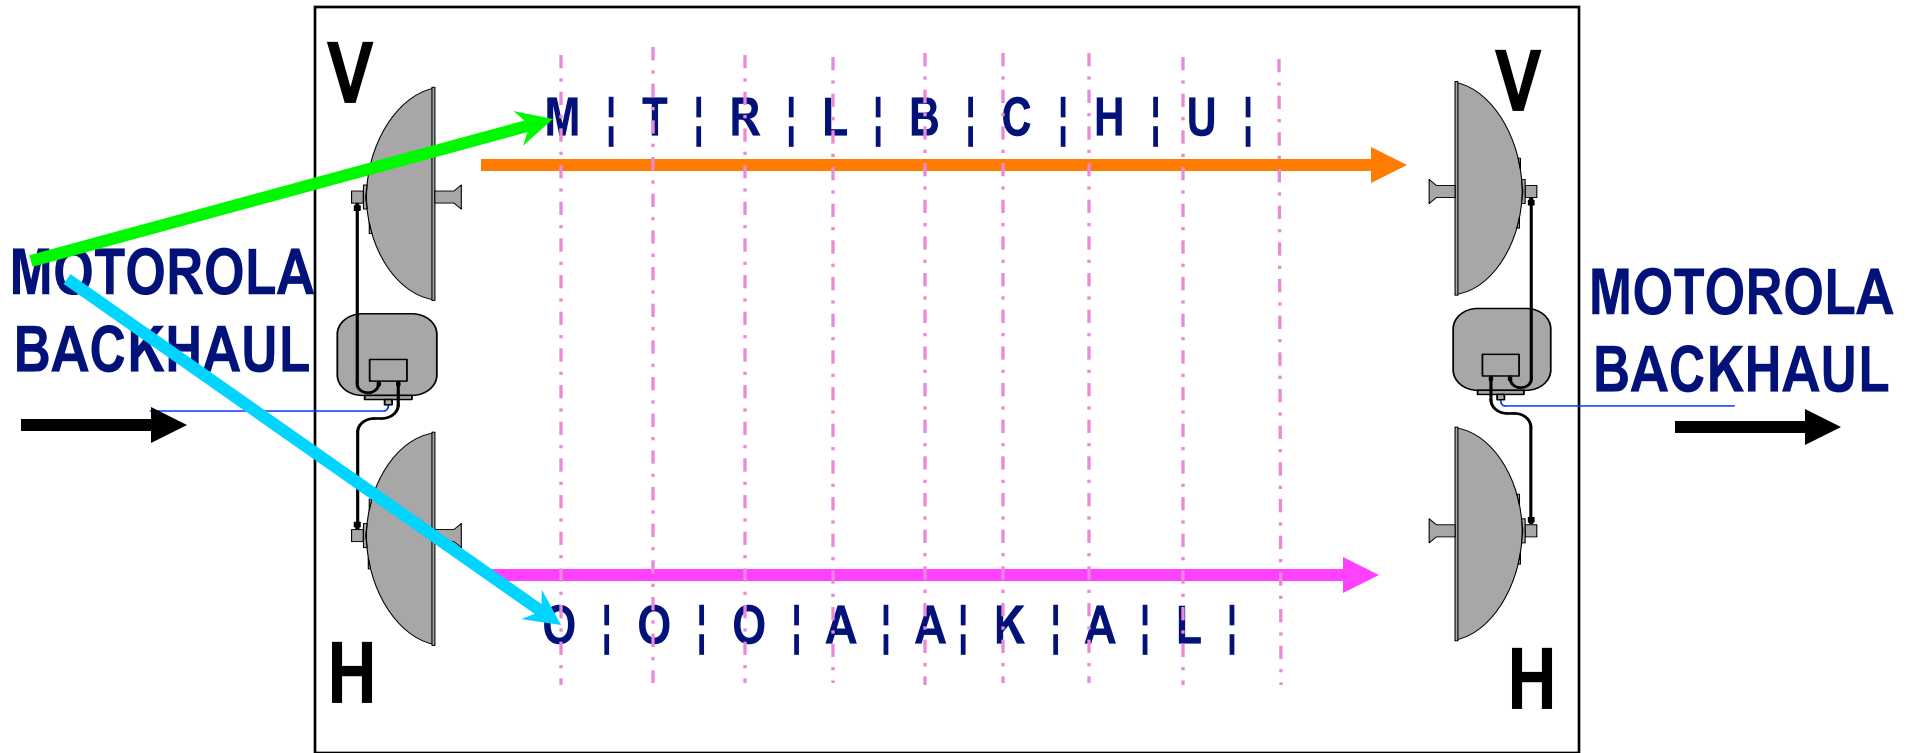 V
V
M ¦ T ¦ R ¦ L ¦ B ¦ C ¦ H ¦ U ¦
MOTOROLA
BACKHAUL
MOTOROLA
BACKHAUL
O ¦ O ¦ O ¦ A ¦ A ¦ K ¦ A ¦ L ¦
H
H